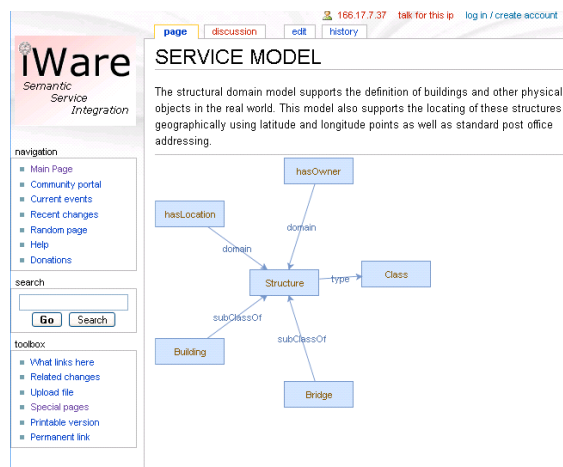 166.17.7.37 talk for this ip log in / create account
page discussion edit history
iWare
Semantic
Service
Integration
SERVICE MODEL
The structural domain model supports the definition of buildings and other physical
objects in the real world. This model also supports the locating of these structures
geographically using latitude and longitude points as well as standard post office
addressing.
navigation
Main Page
Community portal
Current events
Recent changes
Random page
Help
Donations
search
Go Search
toolbox
What links here
Related changes
Upload file
Special pages
Printable version
Permanent link
hasOwner
hasLocation
domain
domain
Structure
type
Class
subClassOf
subClassOf
Building
Bridge